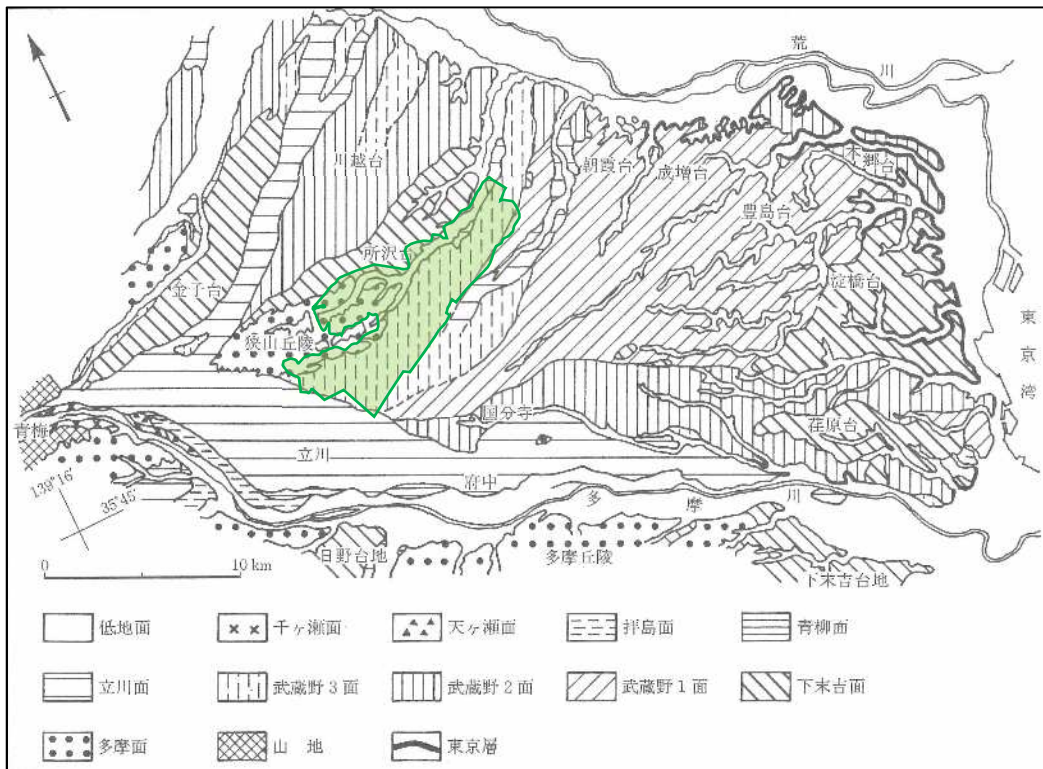 荒
川
川越台
朝霞台
成増台
本郷台
豊島台
所沢台
淀橋台
金子台
狭山丘陵
東
京
湾
国分寺
荏原台
青梅
立川
139°16′
府中
多
摩
川
35°45′
日野台地
多摩丘陵
下末吉台地
0 10 km
低地面 千ヶ瀬面 天ヶ瀬面 拝島面 青柳面
立川面 武蔵野3面 武蔵野2面 武蔵野1面 下末吉面
多摩面 山地 東京層